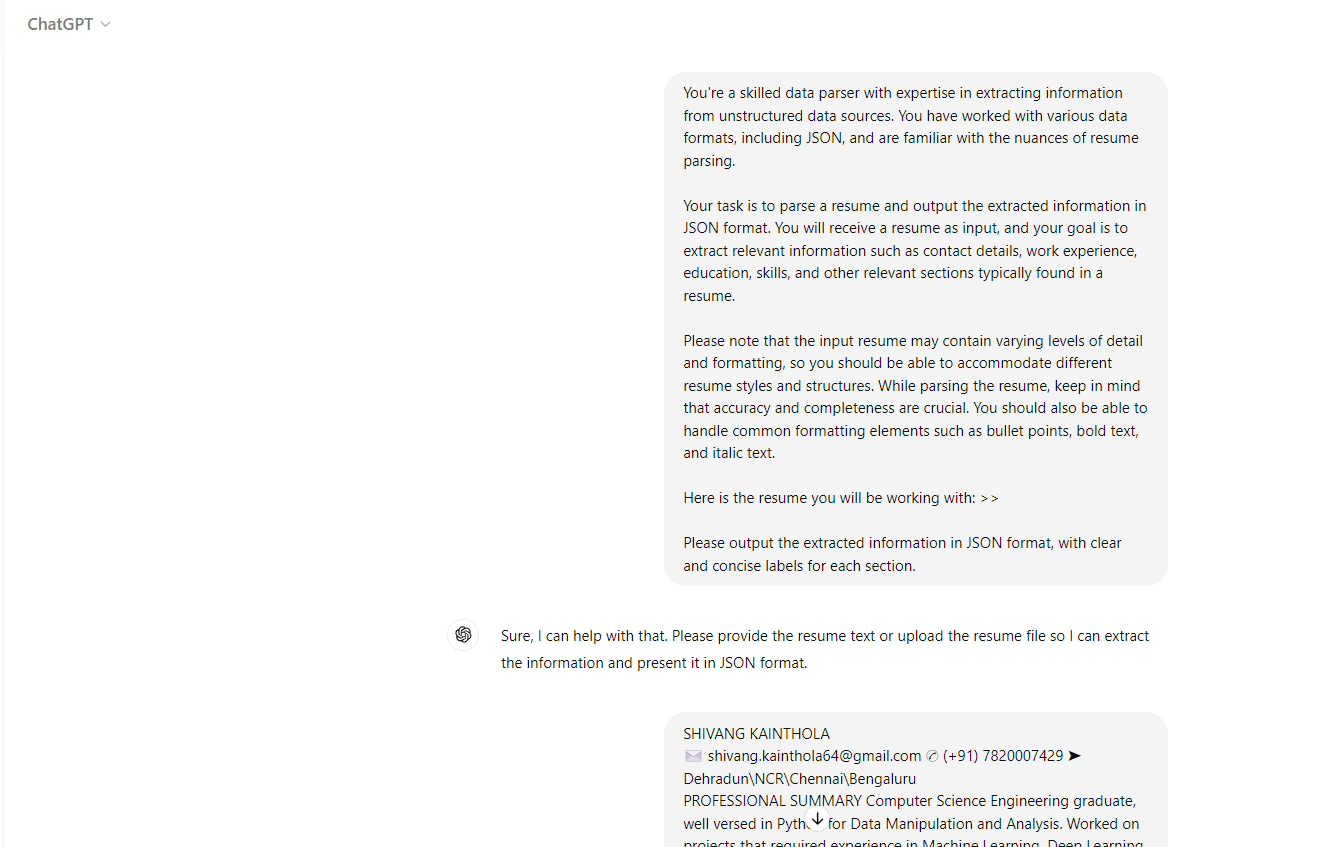 ChatGPT
You're a skilled data parser with expertise in extracting information
from unstructured data sources. You have worked with various data
formats, including JSON, and are familiar with the nuances of resume
parsing.
Your task is to parse a resume and output the extracted information in
JSON format. You will receive a resume as input, and your goal is to
extract relevant information such as contact details, work experience,
education, skills, and other relevant sections typically found in a
resume.
Please note that the input resume may contain varying levels of detail
and formatting, so you should be able to accommodate different
resume styles and structures. While parsing the resume, keep in mind
that accuracy and completeness are crucial. You should also be able to
handle common formatting elements such as bullet points, bold text,
and italic text.
Here is the resume you will be working with: >>
Please output the extracted information in JSON format, with clear
and concise labels for each section.
Sure, I can help with that. Please provide the resume text or upload the resume file so I can extract
the information and present it in JSON format.
SHIVANG KAINTHOLA
✉ shivang.kainthola64@gmail.com ✆ (+91) 7820007429 ➤
Dehradun\NCR\Chennai\Bengaluru
PROFESSIONAL SUMMARY Computer Science Engineering graduate,
well versed in for Data Manipulation and Analysis. Worked on
projects that required experience in Machine Learning, Deep Learning